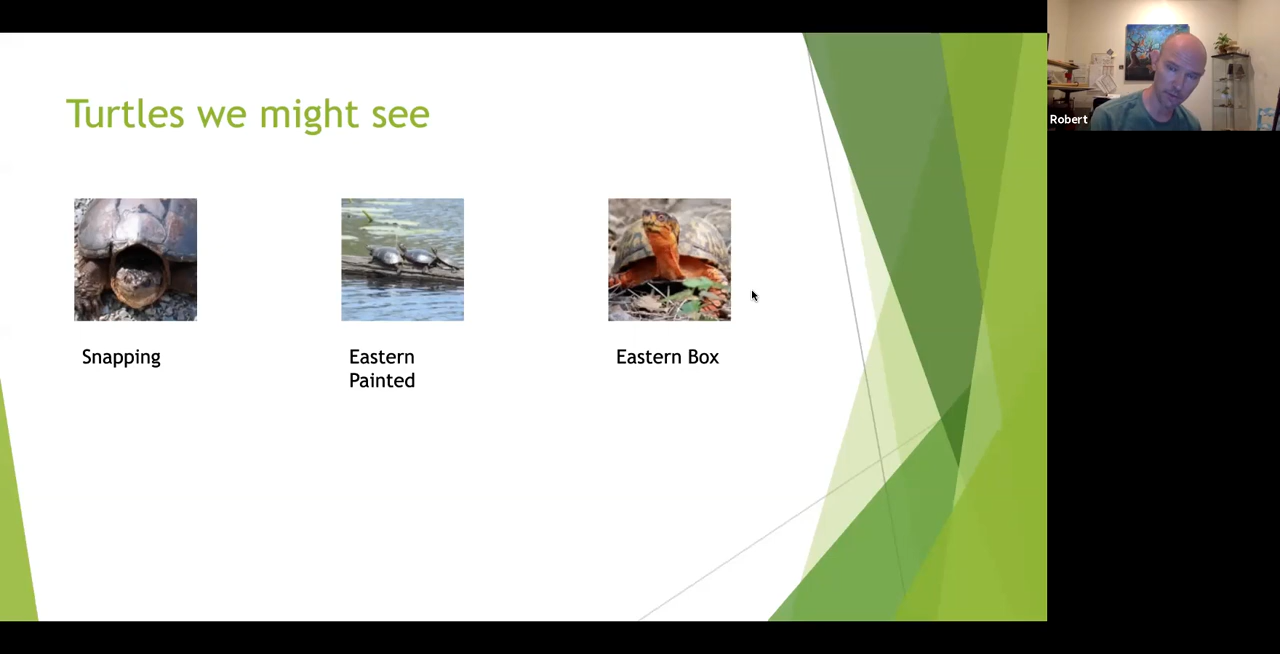 Turtles we might see
Snapping
Eastern
Painted
Eastern Box
Robert